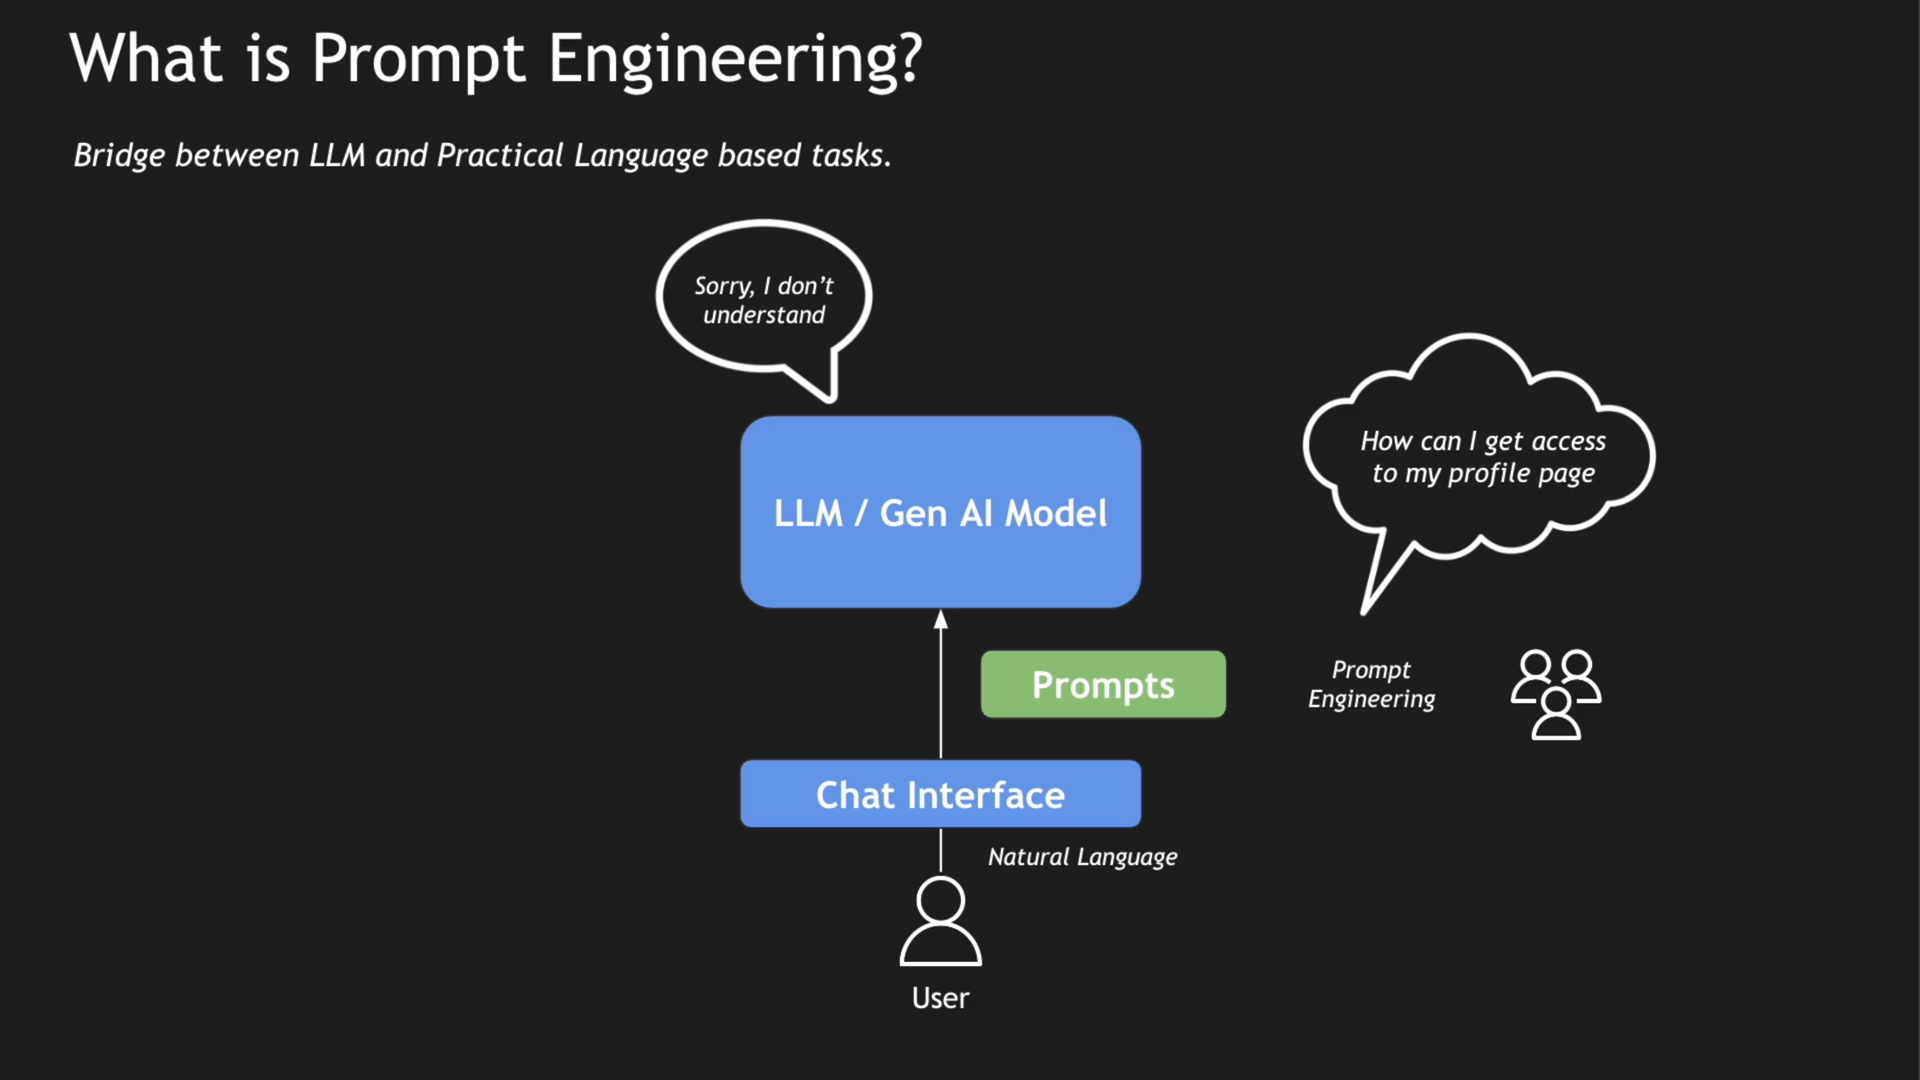 What is Prompt Engineering?
Bridge between LLM and Practical Language based tasks.
Sorry, I don't
understand
How can I get access
to my profile page
LLM / Gen AI Model
Prompts
Prompt
Engineering
Chat Interface
Natural Language
User